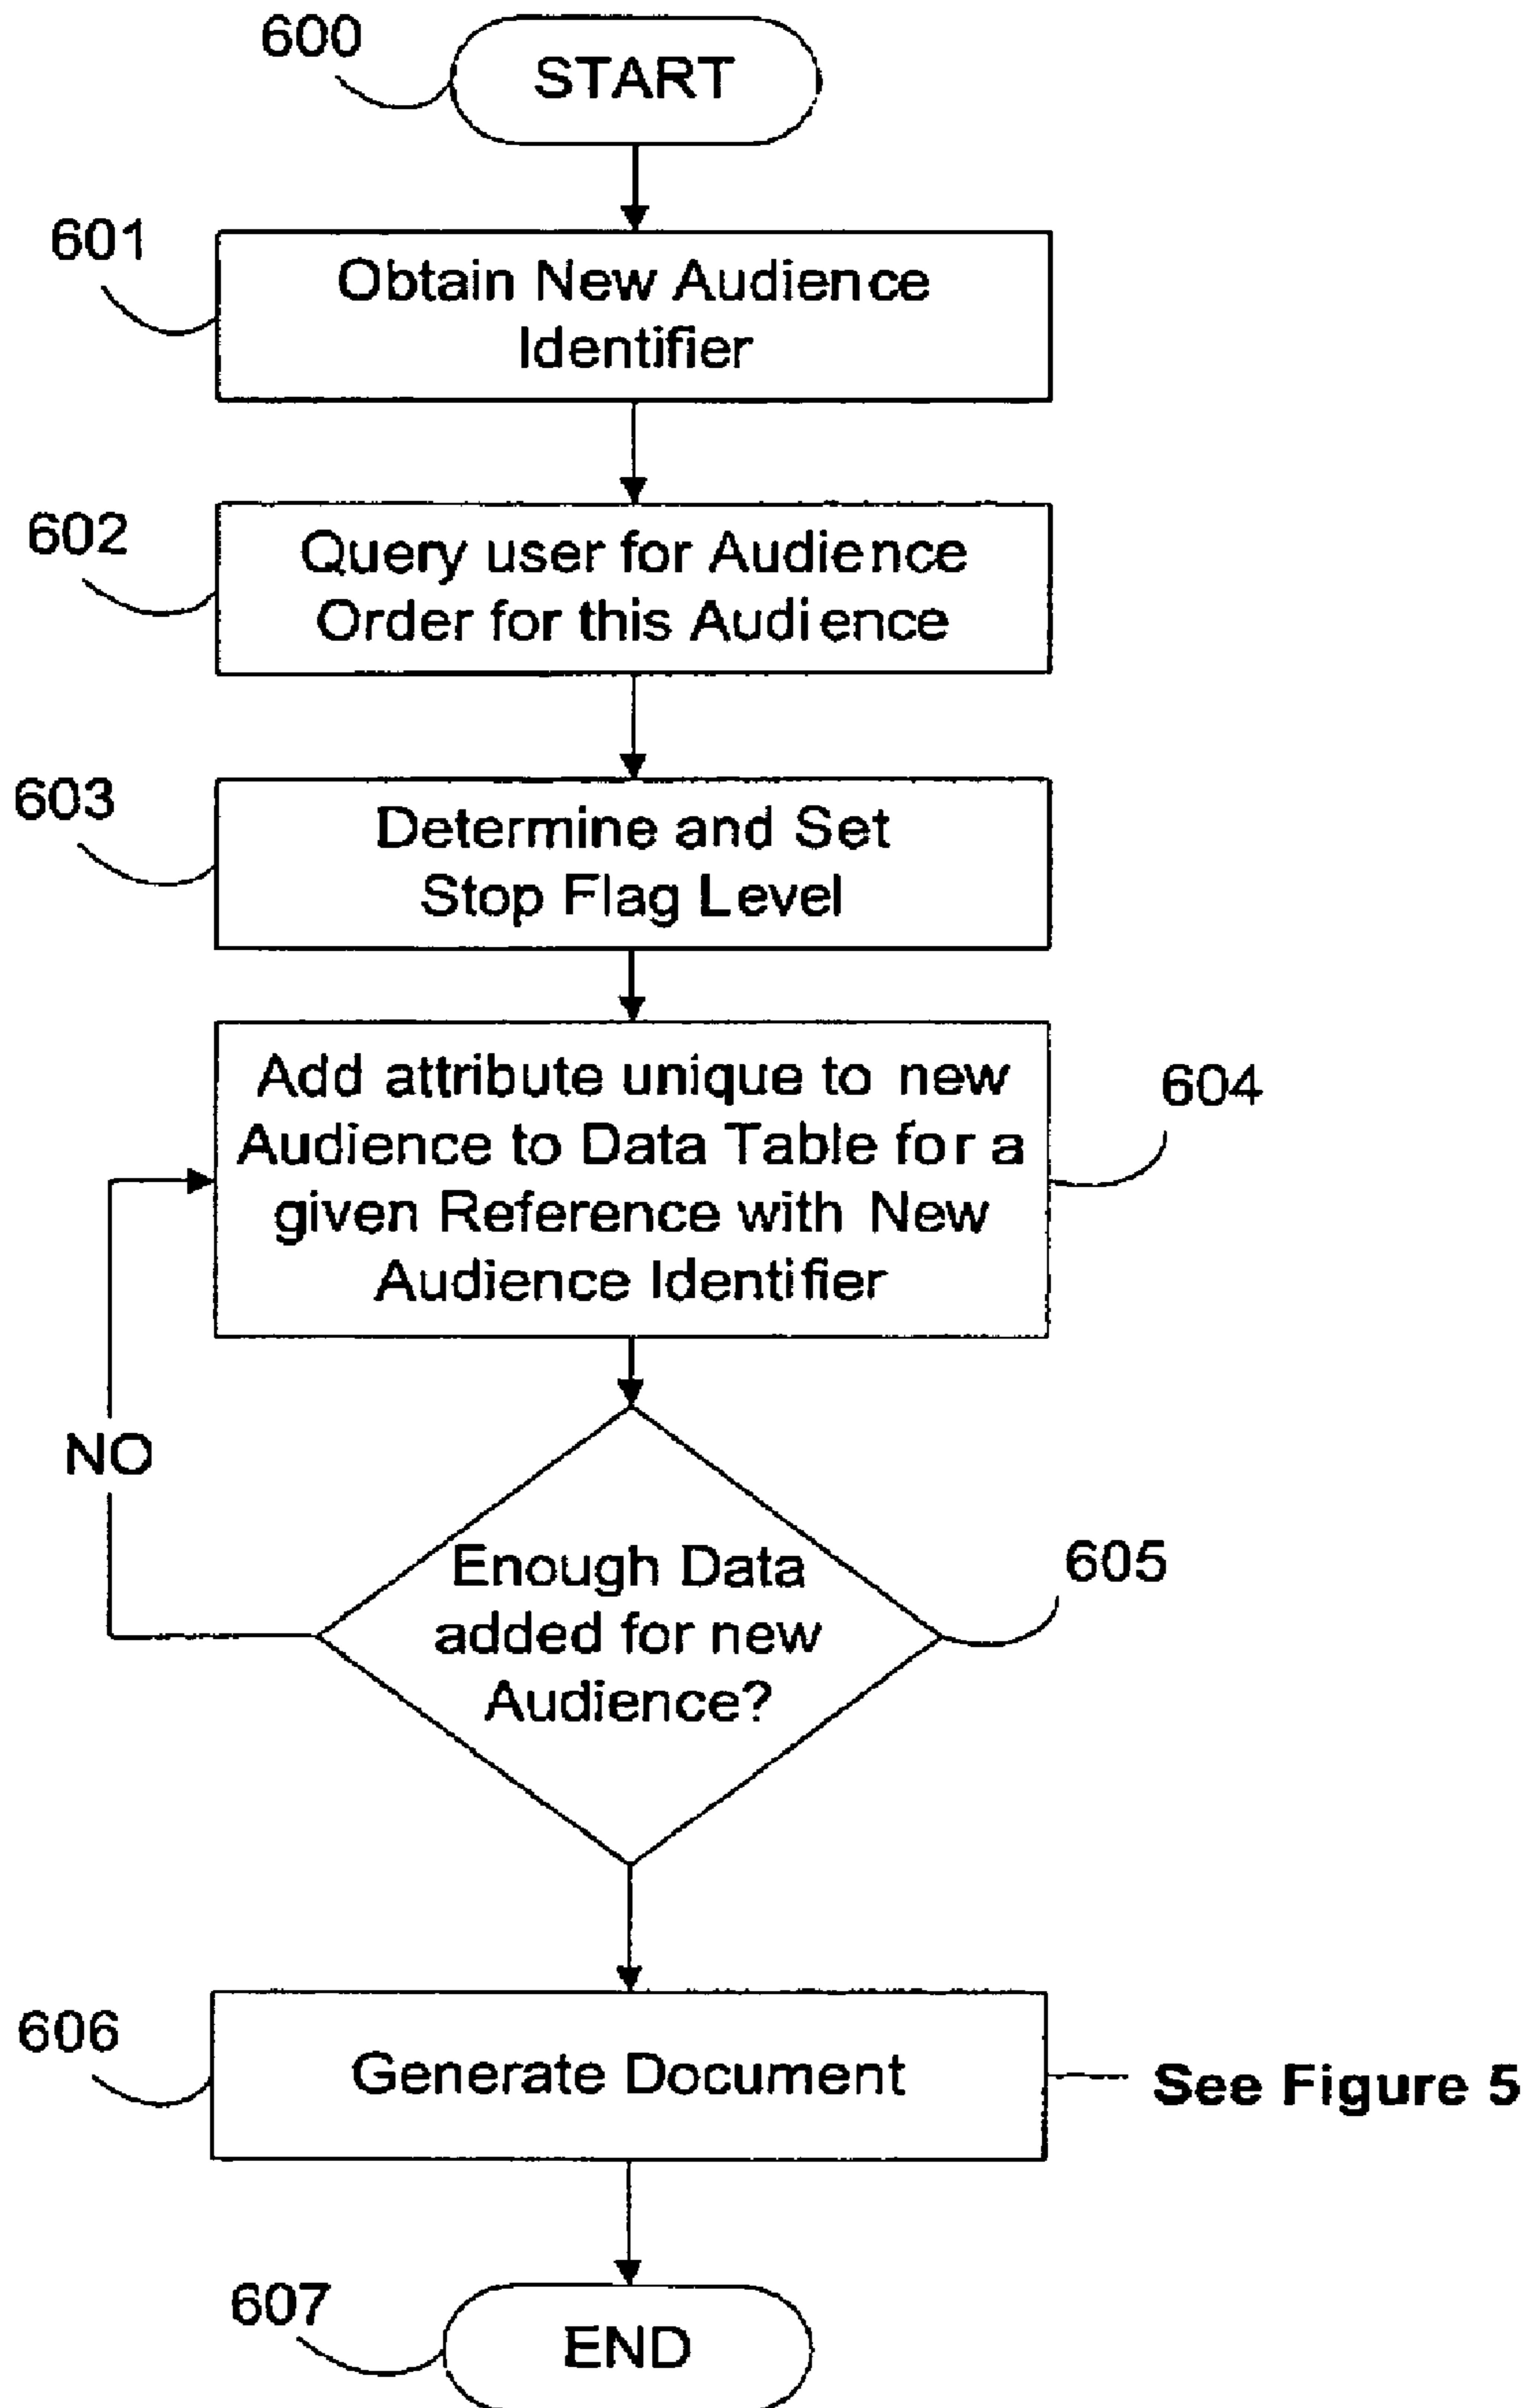 600
START
601
Obtain New Audience
Identifier
602
Query user for Audience
Order for this Audience
603
Determine and Set
Stop Flag Level
Add attribute unique to new
Audience to Data Table for a
given Reference with New
Audience Identifier
604
NO
Enough Data
added for new
Audience?
605
606
Generate Document
See Figure 5
607
END